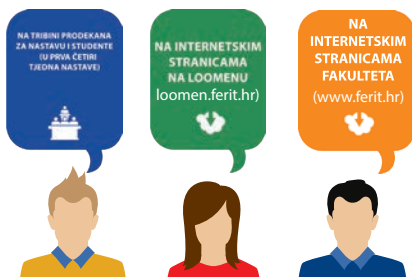 NA TRIBINI PRODEKANA
ZA NASTAVU I STUDENTE
(U PRVA ČETIRI
TJEDNA NASTAVE)
NA INTERNETSKIM
STRANICAMA
NA LOOMENU
loomen.ferit.hr)
NA
INTERNETSKIM
STRANICAMA
FAKULTETA
(www.ferit.hr)